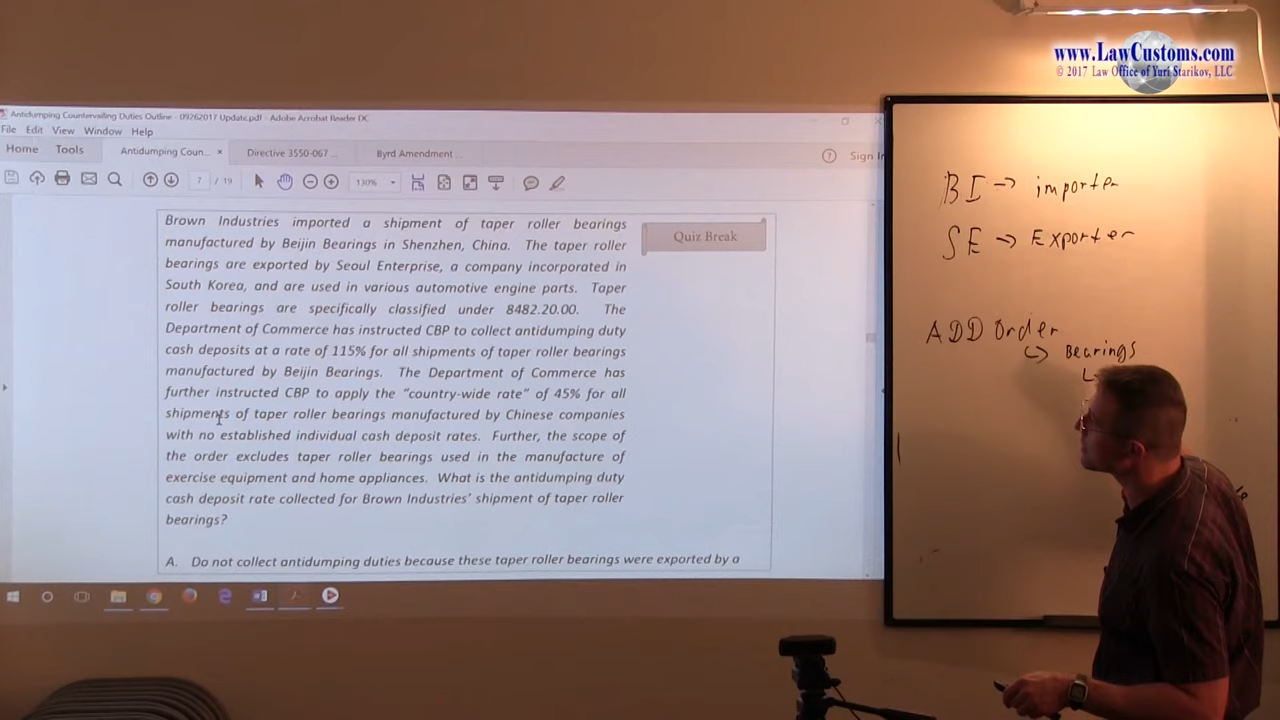 www.LawCustoms.com
© 2017 Law Office of Yuri Starikov, LLC
Antidumping Countervailing Duties Outline - 09262017 Update.pdf - Adobe Acrobat Reader DC
File Edit View Window Help
Home Tools Antidumping Coun... × Directive 3550-067 ... Byrd Amendment ... Sign In
7 / 19 130%
Brown Industries imported a shipment of taper roller bearings
manufactured by Beijin Beerings in Shenzhen, China. The taper roller
bearings are exported by Seoul Enterprise, a company incorporated in
South Korea, and are used in various automotive engine parts. Taper
roller bearings are specifically classified under 8482.20.00. The
Department of Commerce has instructed CBP to collect antidumping duty
cash deposits at a rate of 115% for all shipments of taper roller bearings
manufactured by Beijin Bearings. The Department of Commerce has
further instructed CBP to apply the “country-wide rate” of 45% for all
shipments of taper roller bearings manufactured by Chinese companies
with no established individual cash deposit rates. Further, the scope of
the order excludes taper roller bearings used in the manufacture of
exercise equipment and home appliances. What is the antidumping duty
cash deposit rate collected for Brown Industries' shipment of taper roller
bearings?
A. Do not collect antidumping duties because these taper roller bearings were exported by a
Quiz Break
BI → importer
SE → Exporter
ADD Order
↳ Bearings